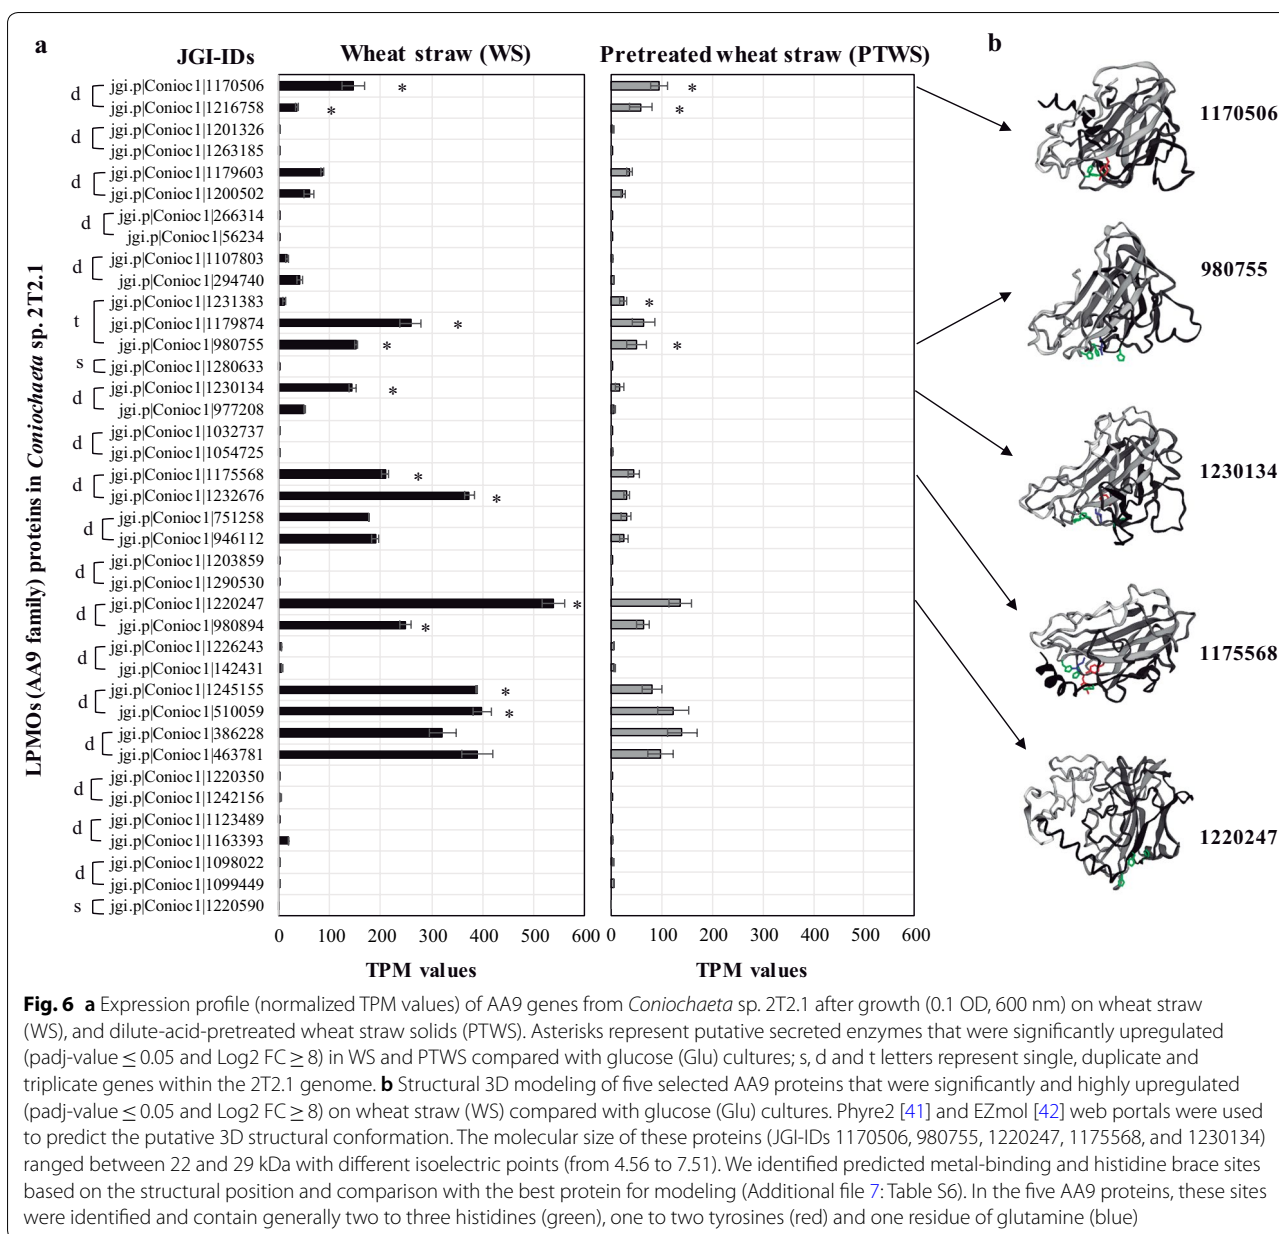 a
b
JGI-IDs
Wheat straw (WS)
Pretreated wheat straw (PTWS)
LPMOs (AA9 family) proteins in Coniochaeta sp. 2T2.1
d
jgi.p|Conioc1|1170506
*
*
jgi.p|Conioc1|1216758
*
*
d
jgi.p|Conioc1|1201326
jgi.p|Conioc1|1263185
d
jgi.p|Conioc1|1179603
jgi.p|Conioc1|1200502
d
jgi.p|Conioc1|266314
jgi.p|Conioc1|56234
d
jgi.p|Conioc1|1107803
jgi.p|Conioc1|294740
t
jgi.p|Conioc1|1231383
*
jgi.p|Conioc1|1179874
*
jgi.p|Conioc1|980755
*
*
s
jgi.p|Conioc1|1280633
d
jgi.p|Conioc1|1230134
*
jgi.p|Conioc1|977208
d
jgi.p|Conioc1|1032737
jgi.p|Conioc1|1054725
d
jgi.p|Conioc1|1175568
*
jgi.p|Conioc1|1232676
*
d
jgi.p|Conioc1|751258
jgi.p|Conioc1|946112
d
jgi.p|Conioc1|1203859
jgi.p|Conioc1|1290530
d
jgi.p|Conioc1|1220247
*
jgi.p|Conioc1|980894
*
d
jgi.p|Conioc1|1226243
jgi.p|Conioc1|142431
d
jgi.p|Conioc1|1245155
*
jgi.p|Conioc1|510059
*
d
jgi.p|Conioc1|386228
jgi.p|Conioc1|463781
d
jgi.p|Conioc1|1220350
jgi.p|Conioc1|1242156
d
jgi.p|Conioc1|1123489
jgi.p|Conioc1|1163393
d
jgi.p|Conioc1|1098022
jgi.p|Conioc1|1099449
s
jgi.p|Conioc1|1220590
0 100 200 300 400 500 600
TPM values
0 100 200 300 400 500 600
TPM values
1170506
980755
1230134
1175568
1220247
Fig. 6 a Expression profile (normalized TPM values) of AA9 genes from Coniochaeta sp. 2T2.1 after growth (0.1 OD, 600 nm) on wheat straw
(WS), and dilute-acid-pretreated wheat straw solids (PTWS). Asterisks represent putative secreted enzymes that were significantly upregulated
(padj-value ≤ 0.05 and Log2 FC ≥ 8) in WS and PTWS compared with glucose (Glu) cultures; s, d and t letters represent single, duplicate and
triplicate genes within the 2T2.1 genome. b Structural 3D modeling of five selected AA9 proteins that were significantly and highly upregulated
(padj-value ≤ 0.05 and Log2 FC ≥ 8) on wheat straw (WS) compared with glucose (Glu) cultures. Phyre2 [41] and EZmol [42] web portals were used
to predict the putative 3D structural conformation. The molecular size of these proteins (JGI-IDs 1170506, 980755, 1220247, 1175568, and 1230134)
ranged between 22 and 29 kDa with different isoelectric points (from 4.56 to 7.51). We identified predicted metal-binding and histidine brace sites
based on the structural position and comparison with the best protein for modeling (Additional file 7: Table S6). In the five AA9 proteins, these sites
were identified and contain generally two to three histidines (green), one to two tyrosines (red) and one residue of glutamine (blue)